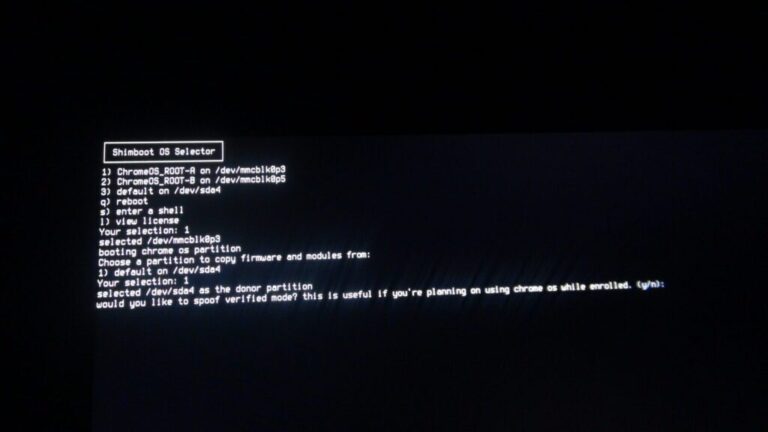 Shimboot OS Selector
1) ChromeOS_ROOT-A on /dev/mmcblk0p3
2) ChromeOS_ROOT-B on /dev/mmcblk0p5
3) default on /dev/sda4
q) reboot
s) enter a shell
l) view license
Your selection: 1
selected /dev/mmcblk0p3
booting chrome os partition
Choose a partition to copy firmware and modules from:
1) default on /dev/sda4
Your selection: 1
selected /dev/sda4 as the donor partition
would you like to spoof verified mode? this is useful if you're planning on using chrome os while enrolled. (y/n):